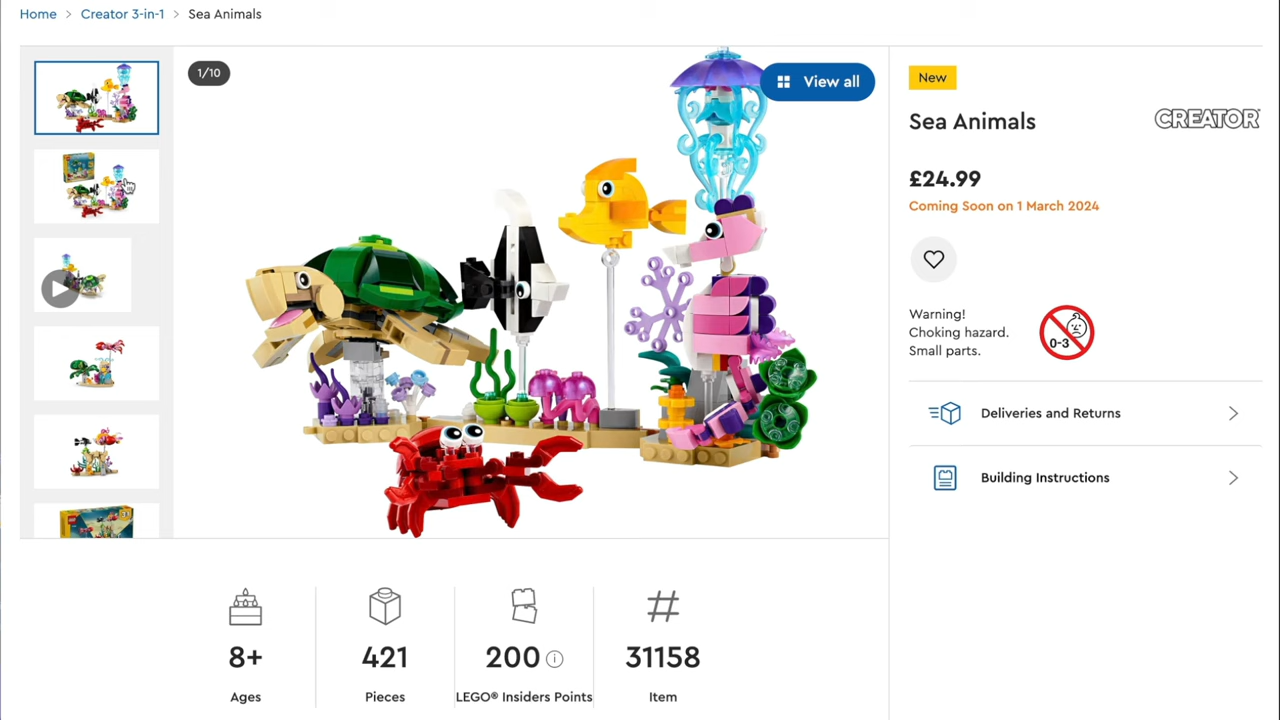 Home > Creator 3-in-1 > Sea Animals
1/10
View all
New
Sea Animals
CREATOR
£24.99
Coming Soon on 1 March 2024
Warning!
Choking hazard.
Small parts.
0-3
Deliveries and Returns
Building Instructions
8+
Ages
421
Pieces
200
LEGO® Insiders Points
31158
Item